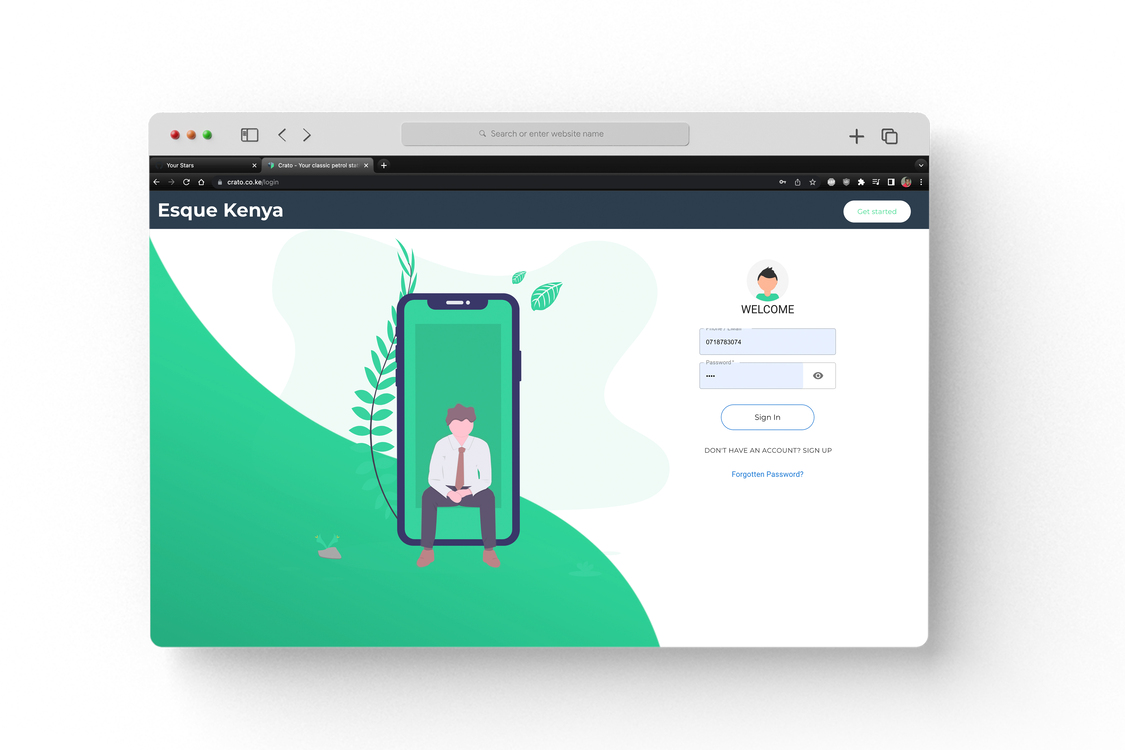 Search or enter website name
Your Stars
Crato - Your classic petrol stat
crato.co.ke/login
Esque Kenya
Get started
WELCOME
Phone / Email
0718783074
Password*
••••
Sign In
DON'T HAVE AN ACCOUNT? SIGN UP
Forgotten Password?